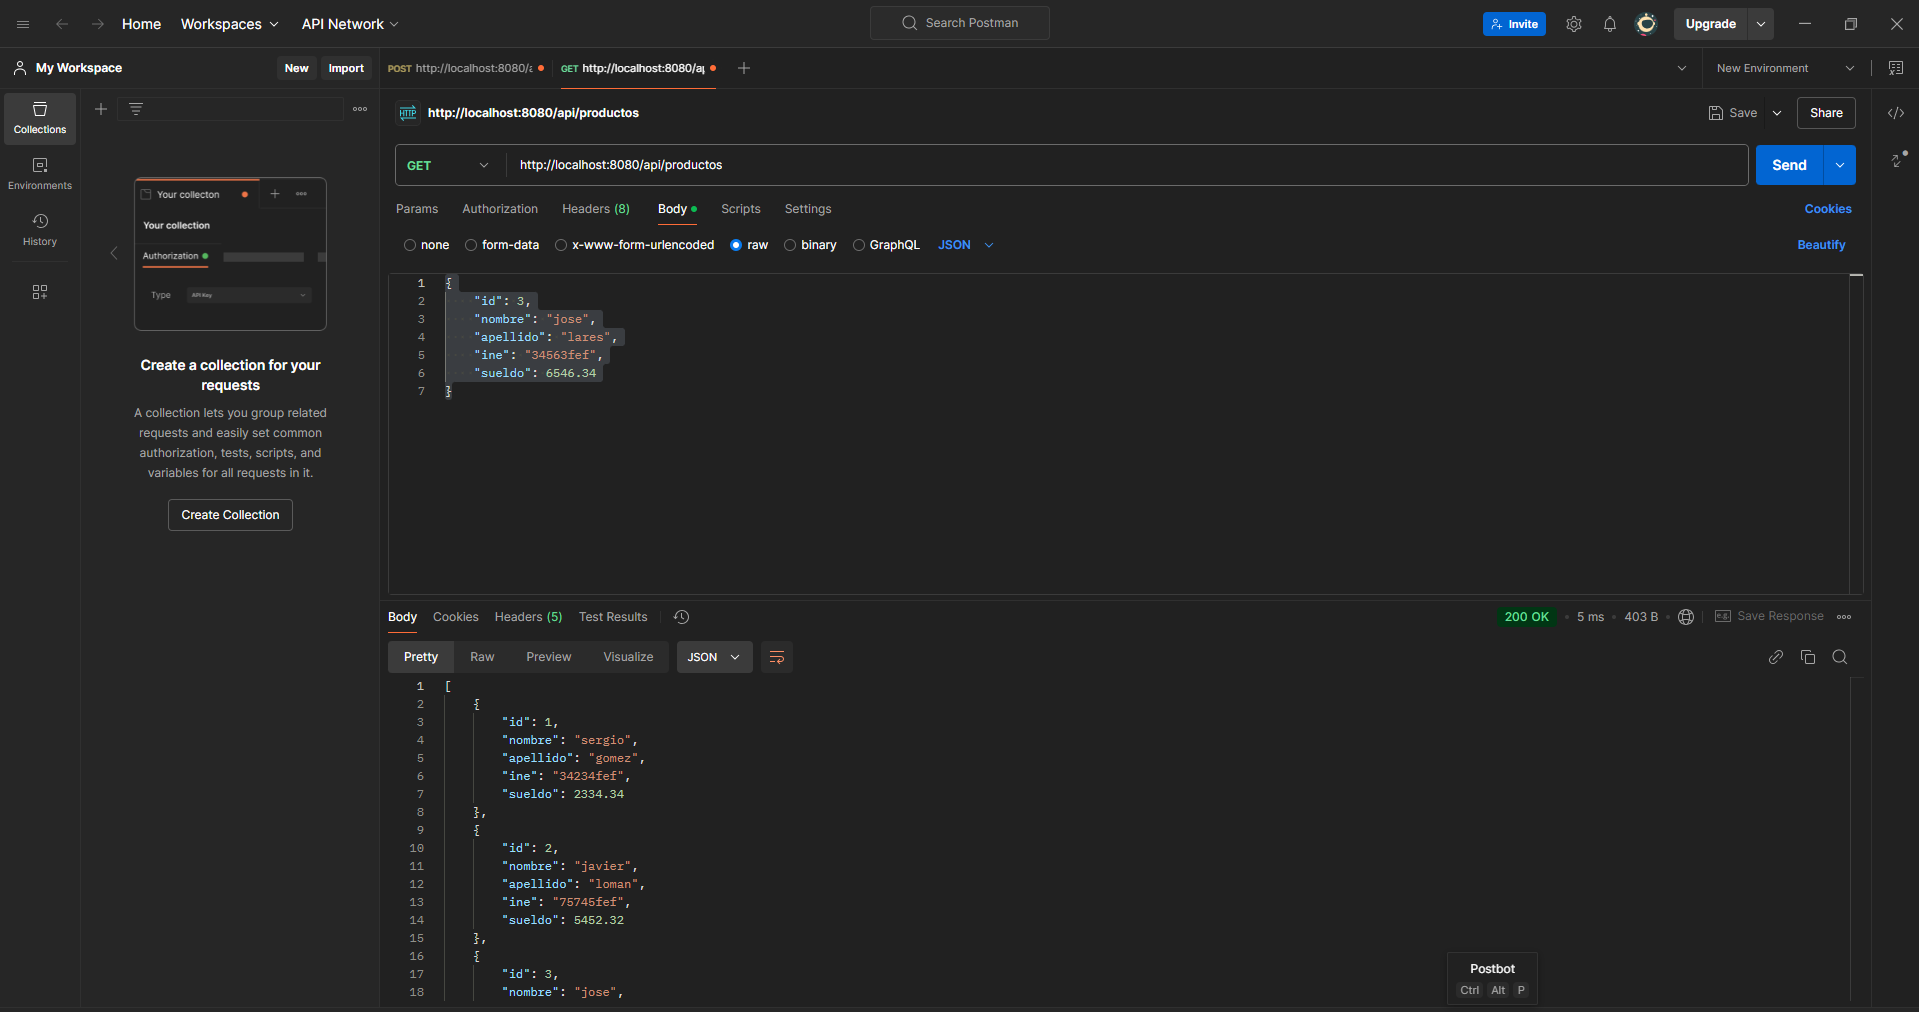 Home Workspaces API Network Search Postman Invite Upgrade
My Workspace New Import POST http://localhost:8080/a GET http://localhost:8080/ap New Environment
Collections
Environments
History
Your collecton
Your collection
Authorization
Type API Key
Create a collection for your
requests
A collection lets you group related
requests and easily set common
authorization, tests, scripts, and
variables for all requests in it.
Create Collection
HTTP http://localhost:8080/api/productos Save Share
GET http://localhost:8080/api/productos Send
Params Authorization Headers (8) Body Scripts Settings Cookies
none form-data x-www-form-urlencoded raw binary GraphQL JSON Beautify
1 {
2 "id": 3,
3 "nombre": "jose",
4 "apellido": "lares",
5 "ine": "34563fef",
6 "sueldo": 6546.34
7 }
Body Cookies Headers (5) Test Results 200 OK 5 ms 403 B e.g. Save Response
Pretty Raw Preview Visualize JSON
1 [
2 {
3 "id": 1,
4 "nombre": "sergio",
5 "apellido": "gomez",
6 "ine": "34234fef",
7 "sueldo": 2334.34
8 },
9 {
10 "id": 2,
11 "nombre": "javier",
12 "apellido": "loman",
13 "ine": "75745fef",
14 "sueldo": 5452.32
15 },
16 {
17 "id": 3,
18 "nombre": "jose",
Postbot
Ctrl Alt P